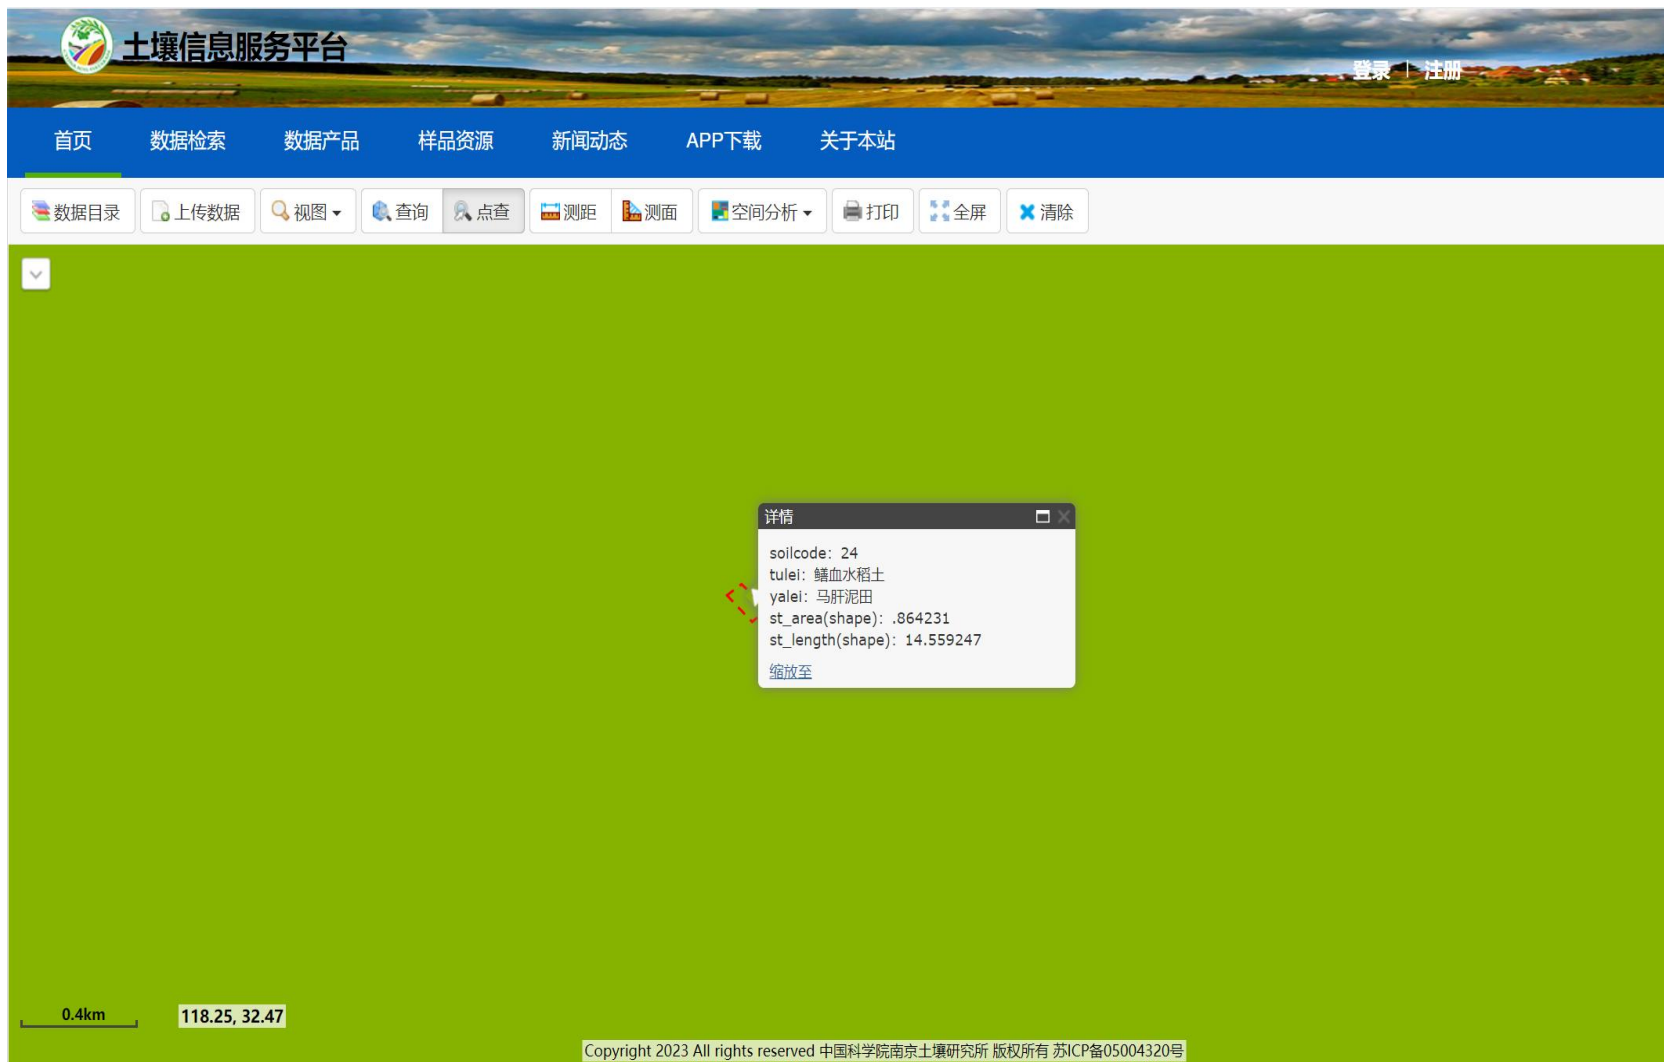 土壤信息服务平台
登录 | 注册
首页 数据检索 数据产品 样品资源 新闻动态 APP下载 关于本站
数据目录 上传数据 视图 查询 点查 测距 测面 空间分析 打印 全屏 清除
详情
soilcode: 24
tulei: 鳝血水稻土
yalei: 马肝泥田
st_area(shape): .864231
st_length(shape): 14.559247
缩放至
0.4km 118.25, 32.47
Copyright 2023 All rights reserved 中国科学院南京土壤研究所 版权所有 苏ICP备05004320号